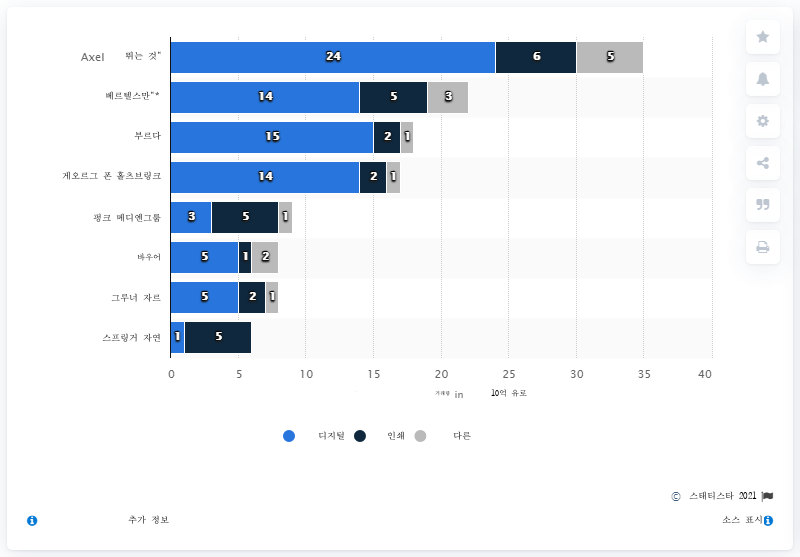 Axel 뛰는 것"
24 6 5
베르텔스만"*
14 5 3
부르다
15 2 1
게오르그 폰 홀츠브링크
14 2 1
펑크 메디엔그룹
3 5 1
바우어
5 1 2
그루너 자르
5 2 1
스프링거 자연
1 5
0 5 10 15 20 25 30 35 40
거래량 in 10억 유로
디지털 인쇄 다른
© 스태티스타 2021
추가 정보
소스 표시